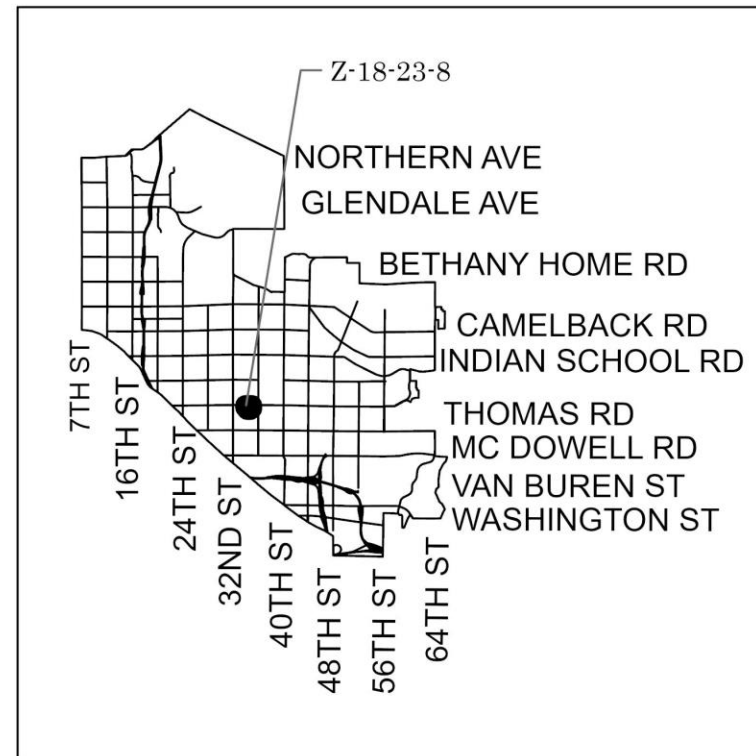 Z-18-23-8
NORTHERN AVE
GLENDALE AVE
BETHANY HOME RD
CAMELBACK RD
INDIAN SCHOOL RD
THOMAS RD
MC DOWELL RD
VAN BUREN ST
WASHINGTON ST
7TH ST
16TH ST
24TH ST
32ND ST
40TH ST
48TH ST
56TH ST
64TH ST